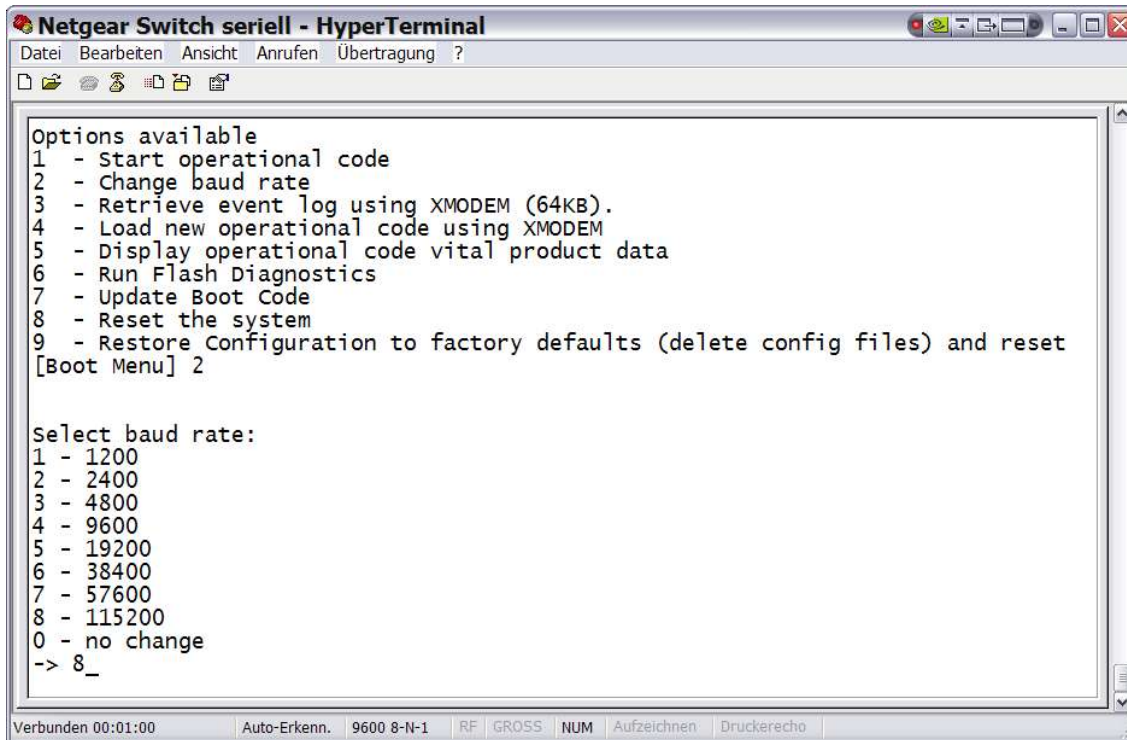 Netgear Switch seriell - HyperTerminal
Datei Bearbeiten Ansicht Anrufen Übertragung ?
Options available
1 - Start operational code
2 - Change baud rate
3 - Retrieve event log using XMODEM (64KB).
4 - Load new operational code using XMODEM
5 - Display operational code vital product data
6 - Run Flash Diagnostics
7 - Update Boot Code
8 - Reset the system
9 - Restore Configuration to factory defaults (delete config files) and reset
[Boot Menu] 2
Select baud rate:
1 - 1200
2 - 2400
3 - 4800
4 - 9600
5 - 19200
6 - 38400
7 - 57600
8 - 115200
0 - no change
-> 8_
Verbunden 00:01:00 Auto-Erkenn. 9600 8-N-1 RF GROSS NUM Aufzeichnen Druckerecho